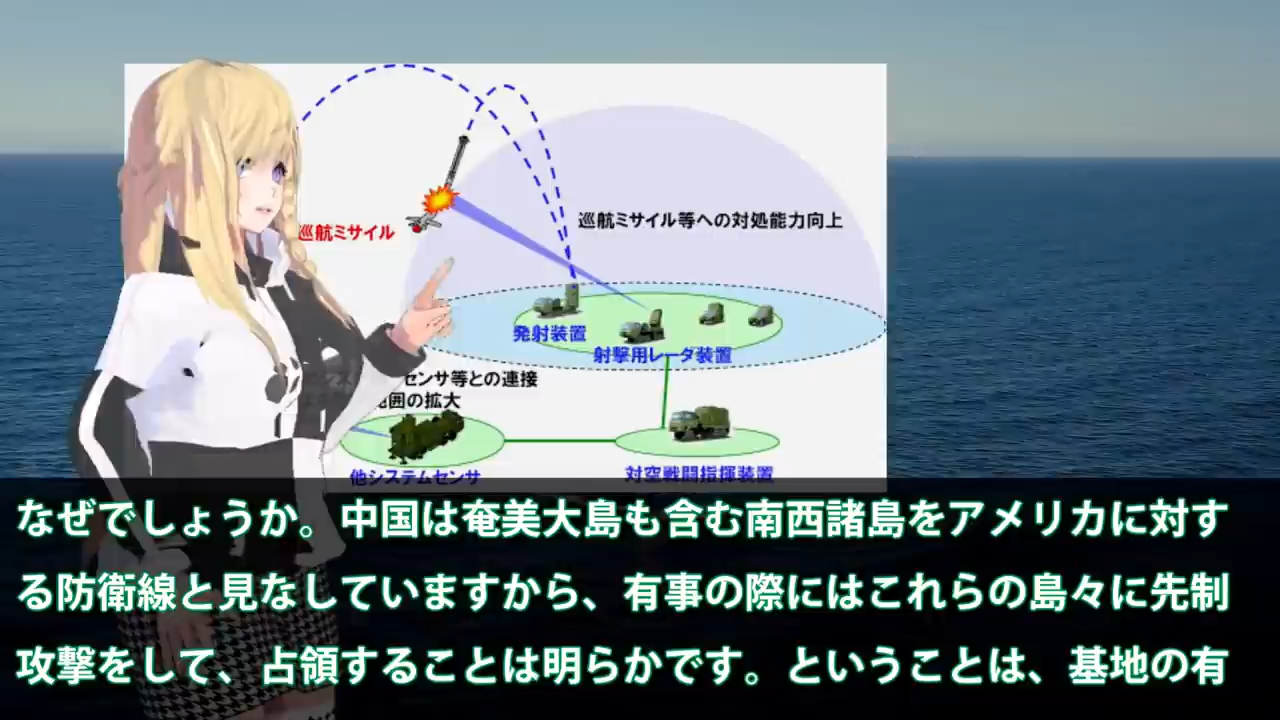 巡航ミサイル等への対処能力向上
巡航ミサイル
発射装置
射撃用レーダ装置
センサ等との連接
範囲の拡大
他システムセンサ
対空戦闘指揮装置
なぜでしょうか。中国は奄美大島も含む南西諸島をアメリカに対す
る防衛線と見なしていますから、有事の際にはこれらの島々に先制
攻撃をして、占領することは明らかです。ということは、基地の有